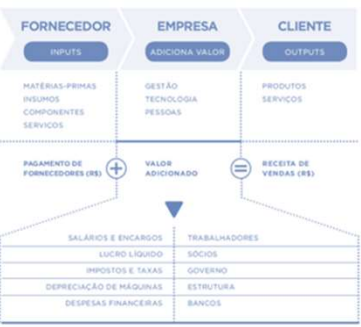 FORNECEDOR EMPRESA CLIENTE
INPUTS ADICIONA VALOR OUTPUTS
MATÉRIAS-PRIMAS GESTÃO PRODUTOS
INSUMOS TECNOLOGIA SERVIÇOS
COMPONENTES PESSOAS
SERVIÇOS
PAGAMENTO DE VALOR RECEITA DE
FORNECEDORES (R$) + ADICIONADO = VENDAS (R$)
SALÁRIOS E ENCARGOS TRABALHADORES
LUCRO LÍQUIDO SÓCIOS
IMPOSTOS E TAXAS GOVERNO
DEPRECIAÇÃO DE MÁQUINAS ESTRUTURA
DESPESAS FINANCEIRAS BANCOS